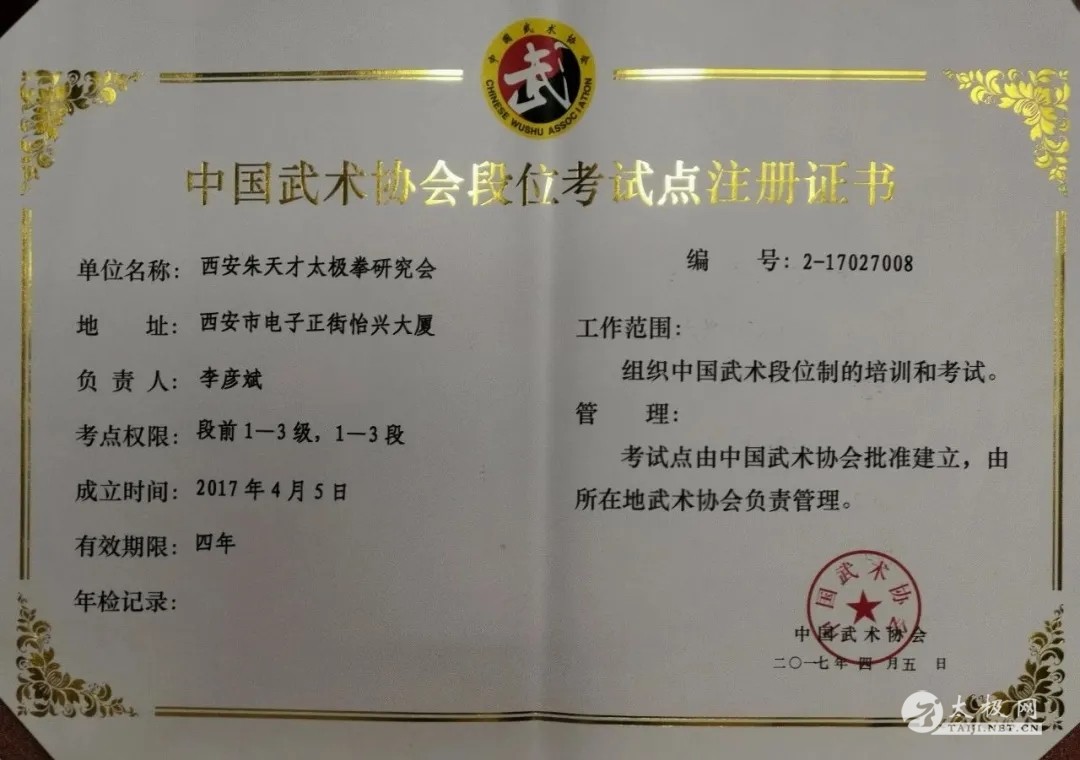 中国武术协会
武
CHINESE WUSHU ASSOCIATION
中国武术协会段位考试点注册证书
单位名称：西安朱天才太极拳研究会
地 址：西安市电子正街怡兴大厦
负责人：李彦斌
考点权限：段前1—3级，1—3段
成立时间：2017年4月5日
有效期限：四年
年检记录：
编 号：2-17027008
工作范围：
组织中国武术段位制的培训和考试。
管 理：
考试点由中国武术协会批准建立，由
所在地武术协会负责管理。
中国武术协会
中国武术协会
二〇一七年四月五日
太极网
TAIJI.NET.CN